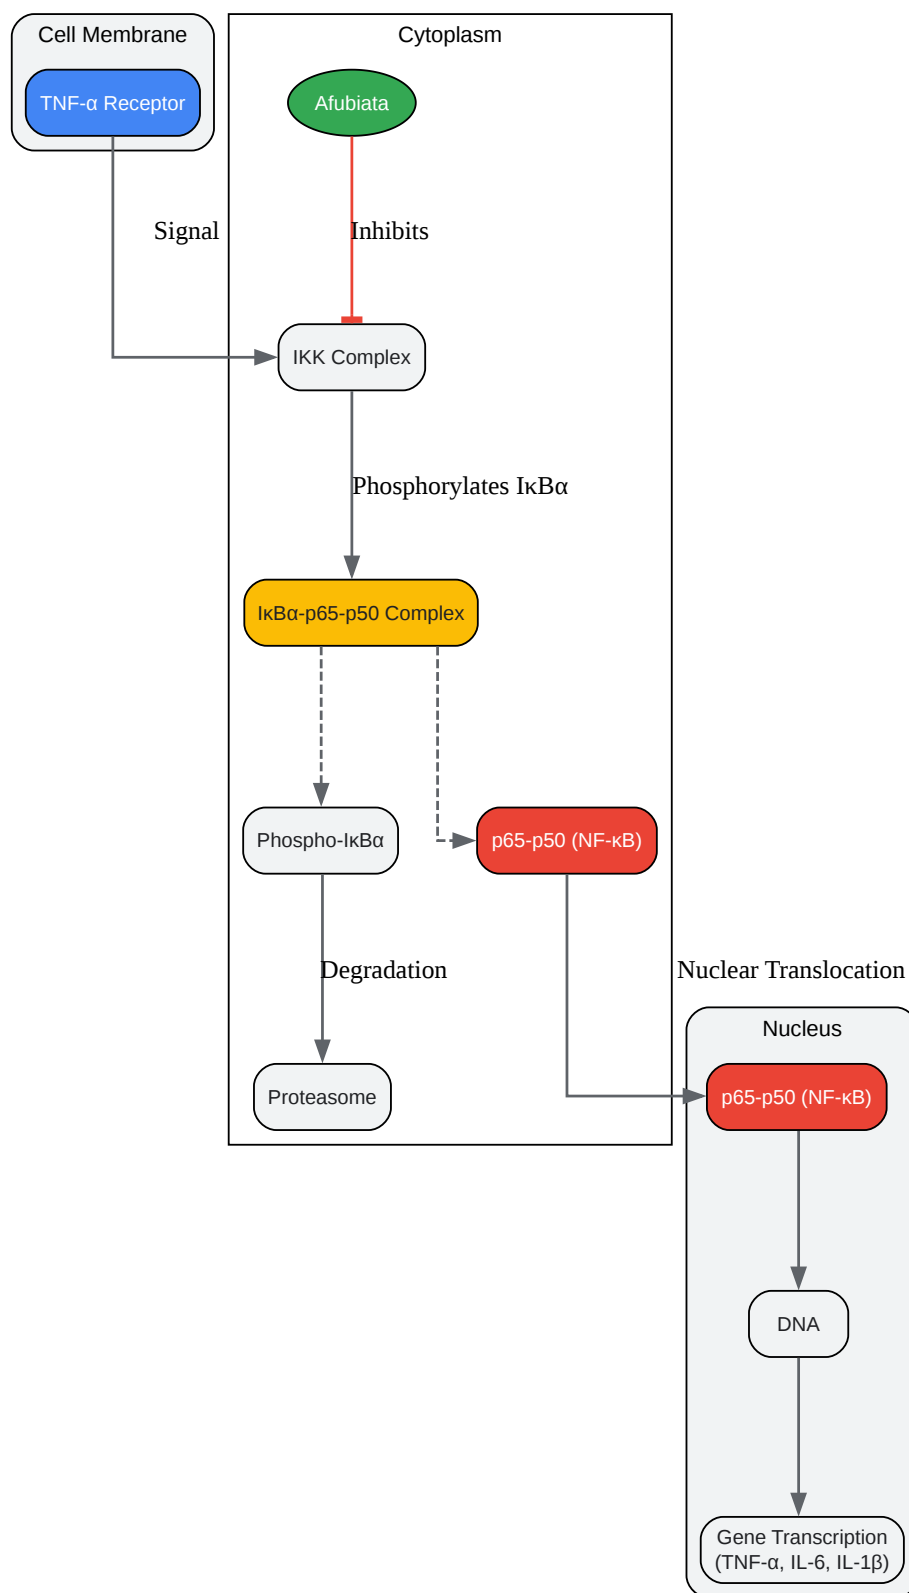 Cell Membrane
Cytoplasm
TNF-α Receptor
Afubiata
Signal
Inhibits
IKK Complex
Phosphorylates IκBα
IκBα-p65-p50 Complex
Phospho-IκBα
p65-p50 (NF-κB)
Degradation
Nuclear Translocation
Nucleus
Proteasome
p65-p50 (NF-κB)
DNA
Gene Transcription
(TNF-α, IL-6, IL-1β)